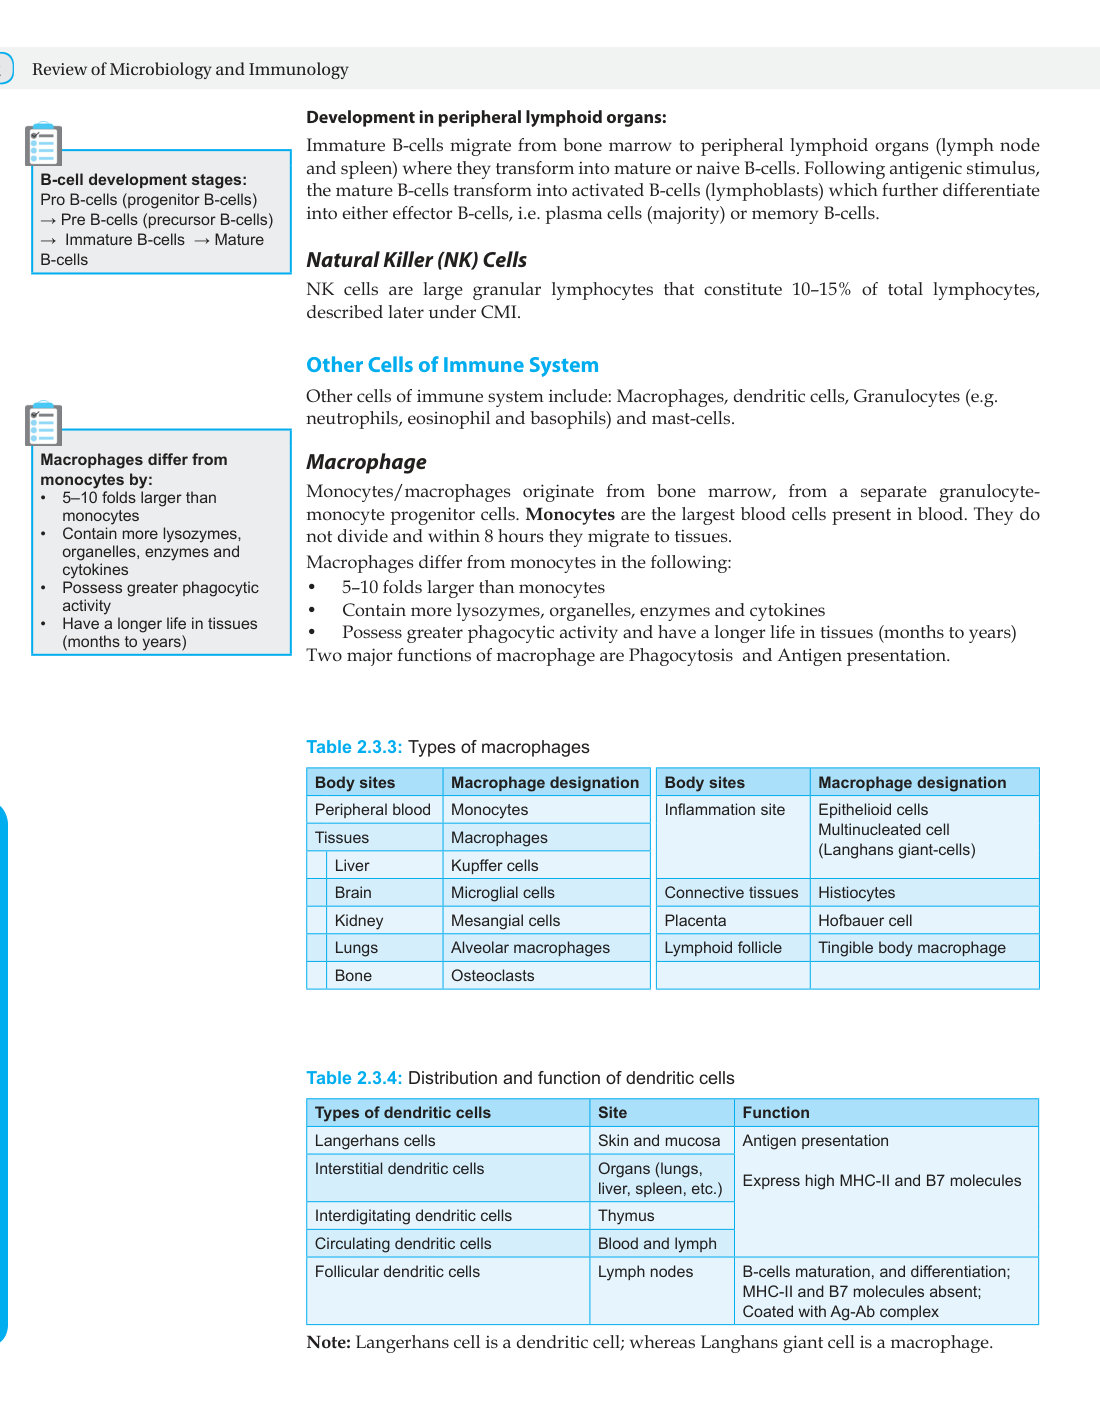 Review of Microbiology and Immunology
B-cell development stages:
Pro B-cells (progenitor B-cells)
→ Pre B-cells (precursor B-cells)
→ Immature B-cells → Mature
B-cells
Development in peripheral lymphoid organs:
Immature B-cells migrate from bone marrow to peripheral lymphoid organs (lymph node
and spleen) where they transform into mature or naive B-cells. Following antigenic stimulus,
the mature B-cells transform into activated B-cells (lymphoblasts) which further differentiate
into either effector B-cells, i.e. plasma cells (majority) or memory B-cells.
Natural Killer (NK) Cells
NK cells are large granular lymphocytes that constitute 10–15% of total lymphocytes,
described later under CMI.
Other Cells of Immune System
Other cells of immune system include: Macrophages, dendritic cells, Granulocytes (e.g.
neutrophils, eosinophil and basophils) and mast-cells.
Macrophages differ from
monocytes by:
• 5–10 folds larger than
monocytes
• Contain more lysozymes,
organelles, enzymes and
cytokines
• Possess greater phagocytic
activity
• Have a longer life in tissues
(months to years)
Macrophage
Monocytes/macrophages originate from bone marrow, from a separate granulocyte-
monocyte progenitor cells. Monocytes are the largest blood cells present in blood. They do
not divide and within 8 hours they migrate to tissues.
Macrophages differ from monocytes in the following:
• 5–10 folds larger than monocytes
• Contain more lysozymes, organelles, enzymes and cytokines
• Possess greater phagocytic activity and have a longer life in tissues (months to years)
Two major functions of macrophage are Phagocytosis and Antigen presentation.
Table 2.3.3: Types of macrophages
Body sites Macrophage designation
Peripheral blood Monocytes
Tissues Macrophages
Liver Kupffer cells
Brain Microglial cells
Kidney Mesangial cells
Lungs Alveolar macrophages
Bone Osteoclasts
Body sites Macrophage designation
Inflammation site Epithelioid cells
Multinucleated cell
(Langhans giant-cells)
Connective tissues Histiocytes
Placenta Hofbauer cell
Lymphoid follicle Tingible body macrophage
Table 2.3.4: Distribution and function of dendritic cells
Types of dendritic cells Site Function
Langerhans cells Skin and mucosa Antigen presentation
Interstitial dendritic cells Organs (lungs,
liver, spleen, etc.) Express high MHC-II and B7 molecules
Interdigitating dendritic cells Thymus
Circulating dendritic cells Blood and lymph
Follicular dendritic cells Lymph nodes B-cells maturation, and differentiation;
MHC-II and B7 molecules absent;
Coated with Ag-Ab complex
Note: Langerhans cell is a dendritic cell; whereas Langhans giant cell is a macrophage.